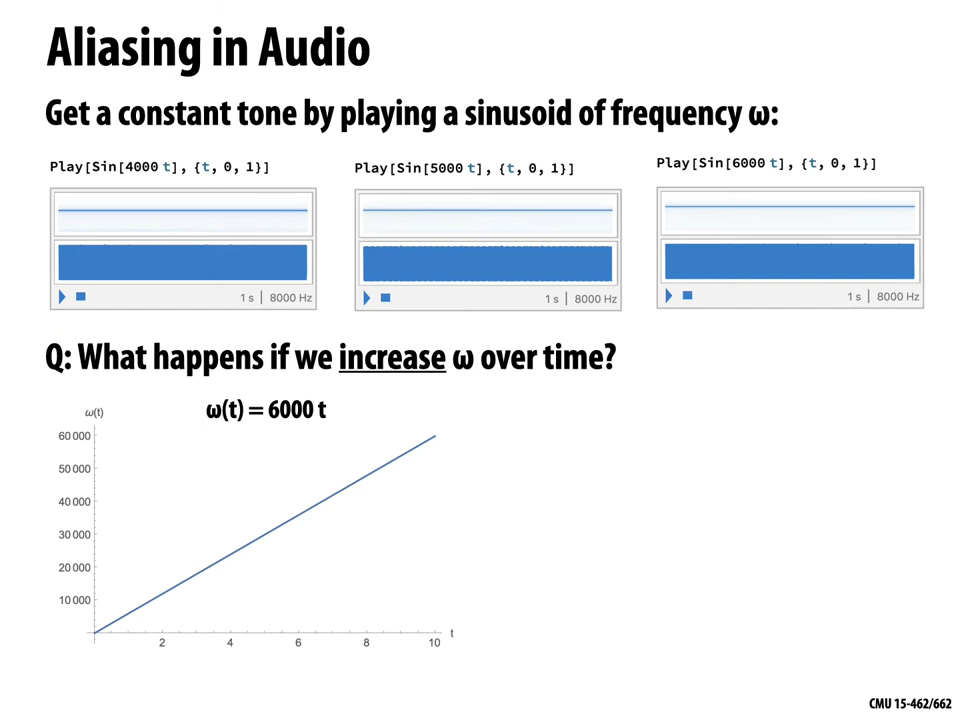 Aliasing in Audio
Get a constant tone by playing a sinusoid of frequency ω:
Play[Sin[4000 t], {t, 0, 1}]
1 s | 8000 Hz
Play[Sin[5000 t], {t, 0, 1}]
1 s | 8000 Hz
Play[Sin[6000 t], {t, 0, 1}]
1 s | 8000 Hz
Q: What happens if we increase ω over time?
ω(t) = 6000 t
ω(t)
60 000
50 000
40 000
30 000
20 000
10 000
2 4 6 8 10 t
CMU 15-462/662